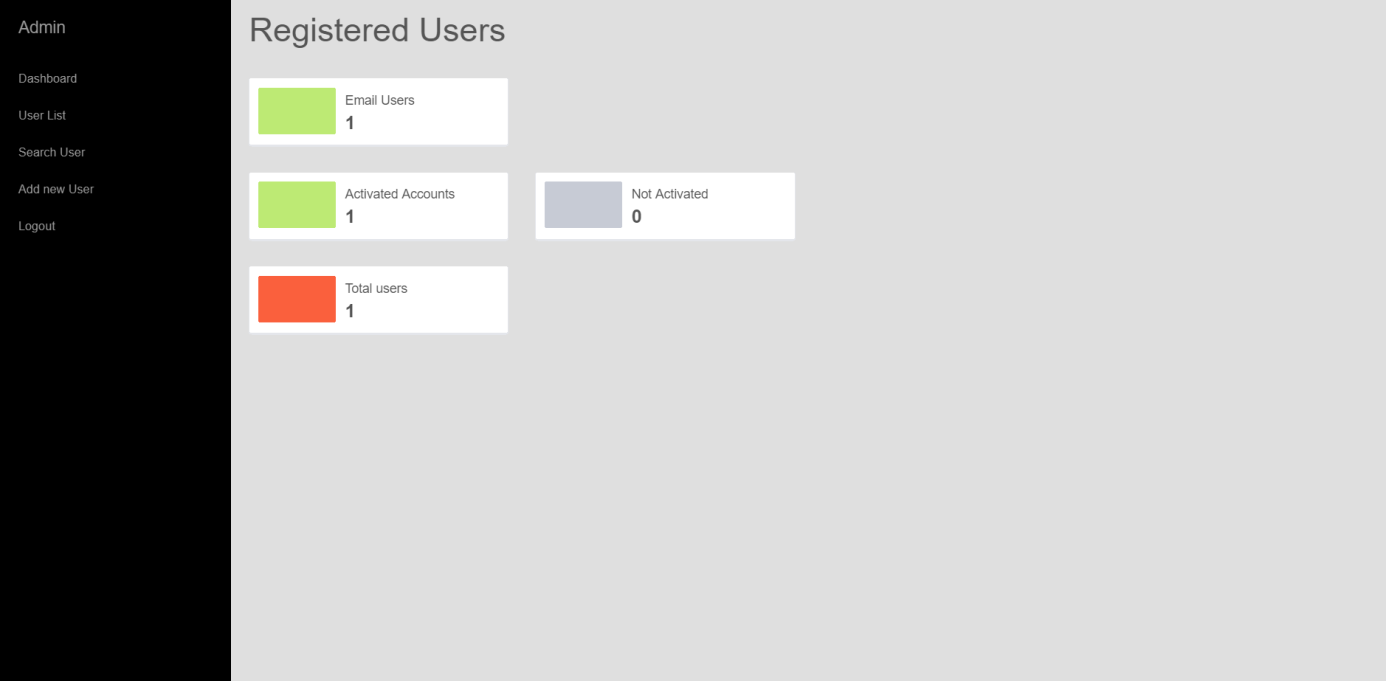 Admin
Dashboard
User List
Search User
Add new User
Logout
Registered Users
Email Users
1
Activated Accounts
1
Not Activated
0
Total users
1